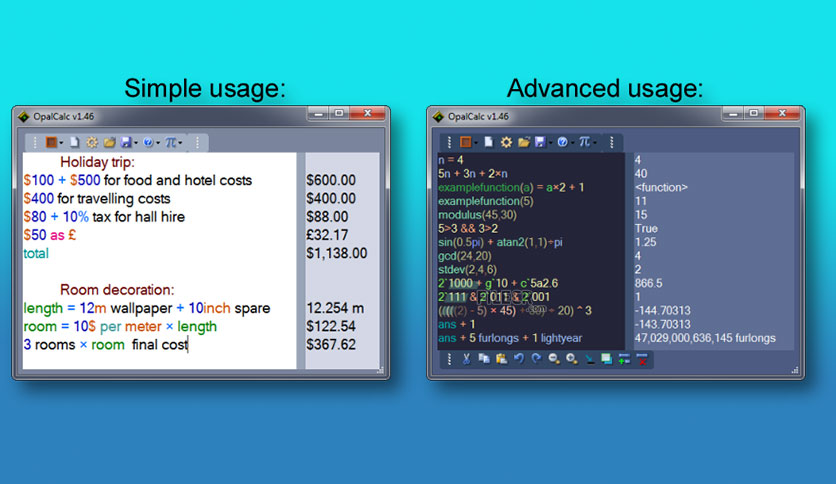 Simple usage:
OpalCalc v1.46
Holiday trip:
$100 + $500 for food and hotel costs $600.00
$400 for travelling costs $400.00
$80 + 10% tax for hall hire $88.00
$50 as £ £32.17
total $1,138.00
Room decoration:
length = 12m wallpaper + 10inch spare 12.254 m
room = 10$ per meter × length $122.54
3 rooms × room final cost $367.62
Advanced usage:
OpalCalc v1.46
n = 4 4
5n + 3n + 2×n 40
examplefunction(a) = a×2 + 1 <function>
examplefunction(5) 11
modulus(45,30) 15
5>3 && 3>2 True
sin(0.5pi) + atan2(1,1)÷pi 1.25
gcd(24,20) 4
stdev(2,4,6) 2
2`1000 + g`10 + c`5a2.6 866.5
2`111 & 2`011 & 2`001 1
((((2) - 5) × 45) ÷ 20) ^ 3 -144.70313
ans + 1 -143.70313
ans + 5 furlongs + 1 lightyear 47,029,000,636,145 furlongs